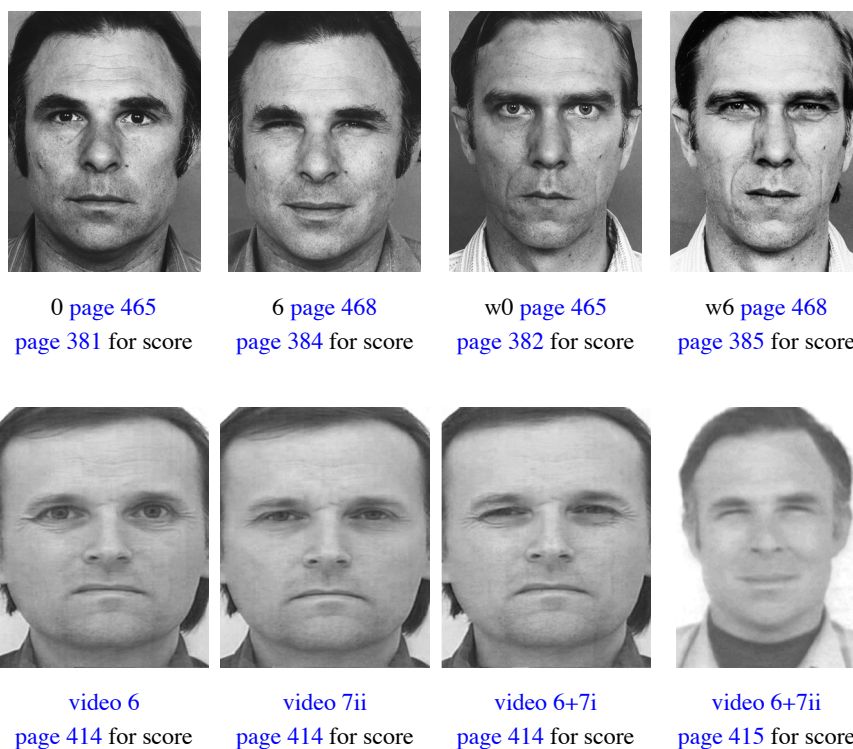 0 page 465
page 381 for score
6 page 468
page 384 for score
w0 page 465
page 382 for score
w6 page 468
page 385 for score
video 6
page 414 for score
video 7ii
page 414 for score
video 6+7i
page 414 for score
video 6+7ii
page 415 for score